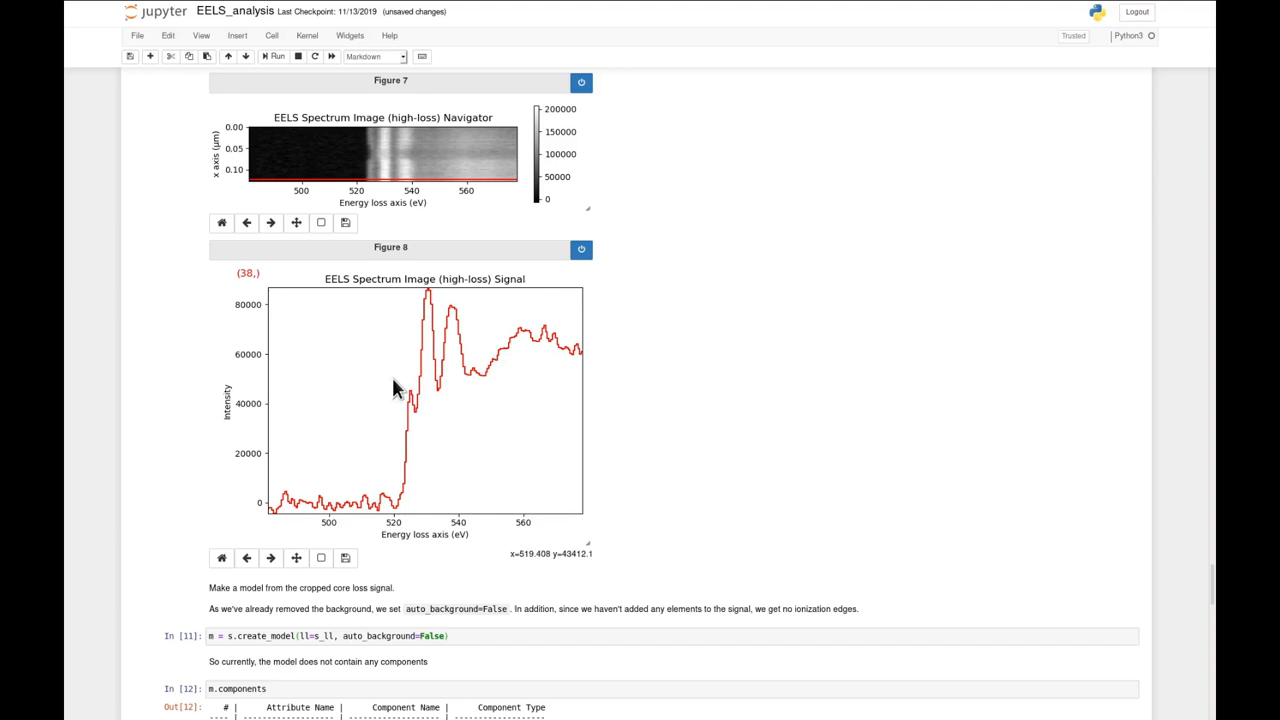 jupyter EELS_analysis Last Checkpoint: 11/13/2019 (unsaved changes) Logout
File Edit View Insert Cell Kernel Widgets Help Trusted Python3
Run Markdown
Figure 7
EELS Spectrum Image (high-loss) Navigator
200000
150000
100000
50000
0
x axis (μm)
0.00
0.05
0.10
500 520 540 560
Energy loss axis (eV)
Figure 8
(38,)
EELS Spectrum Image (high-loss) Signal
Intensity
80000
60000
40000
20000
0
500 520 540 560
Energy loss axis (eV)
x=519.408 y=43412.1
Make a model from the cropped core loss signal.
As we've already removed the background, we set auto_background=False. In addition, since we haven't added any elements to the signal, we get no ionization edges.
In [11]: m = s.create_model(ll=s_ll, auto_background=False)
So currently, the model does not contain any components
In [12]: m.components
Out[12]: # | Attribute Name | Component Name | Component Type
---- | ------------------- | ------------------- | -------------------